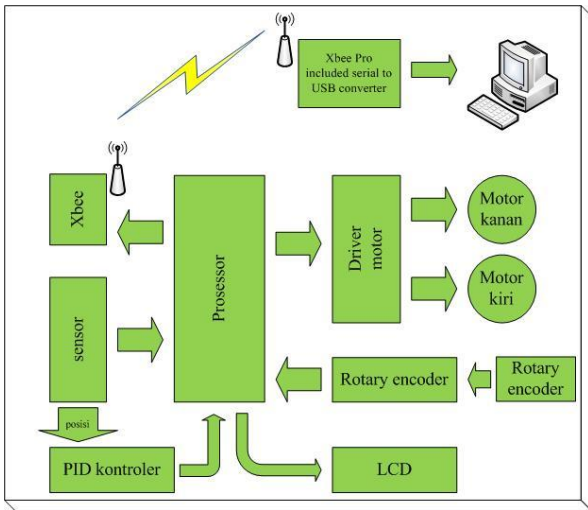 Xbee Pro
included serial to
USB converter
Xbee
Prosessor
Driver
motor
Motor
kanan
Motor
kiri
sensor
Rotary encoder
Rotary
encoder
posisi
PID kontroler
LCD